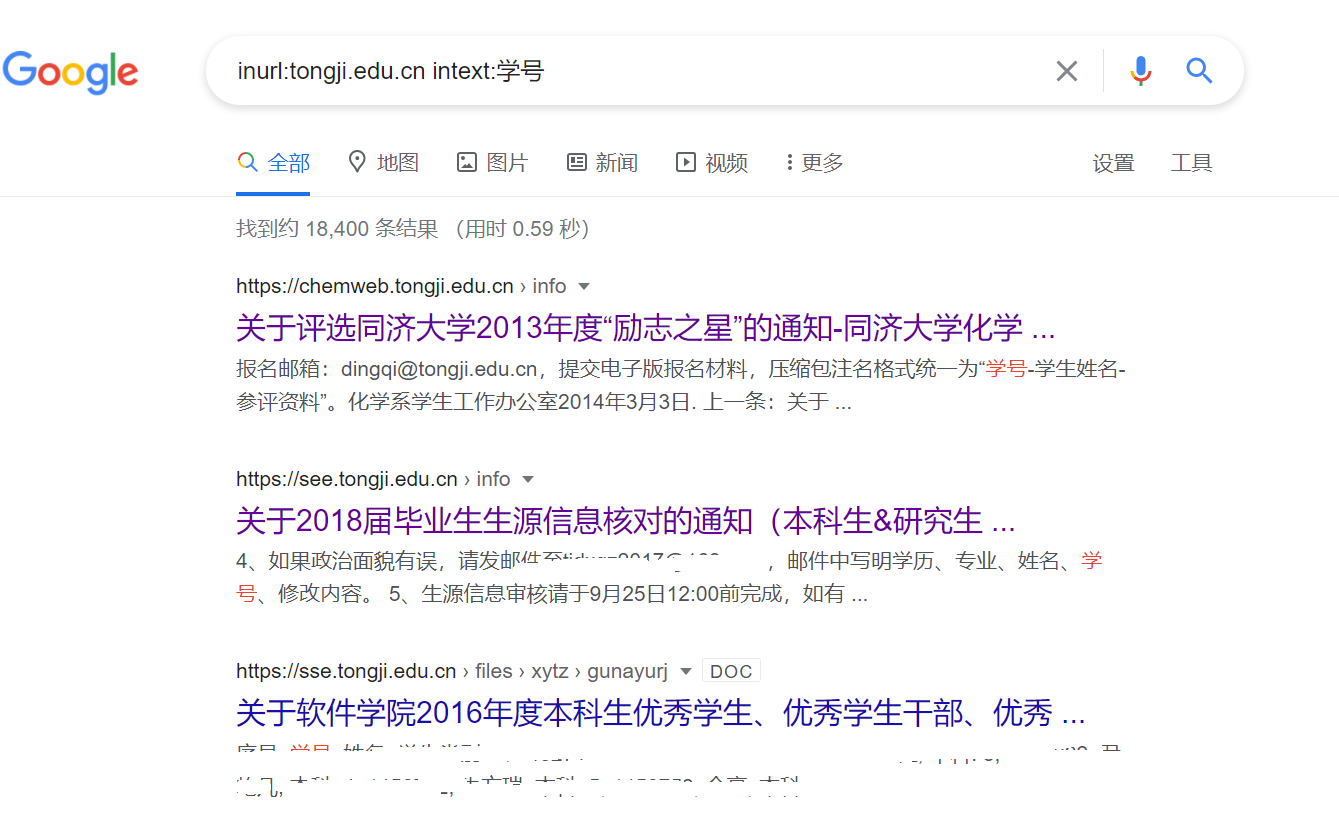 Google
inurl:tongji.edu.cn intext:学号
全部 地图 图片 新闻 视频 更多 设置 工具
找到约 18,400 条结果 （用时 0.59 秒）
https://chemweb.tongji.edu.cn › info
关于评选同济大学2013年度“励志之星”的通知-同济大学化学 ...
报名邮箱：dingqi@tongji.edu.cn，提交电子版报名材料，压缩包注名格式统一为“学号-学生姓名-
参评资料”。化学系学生工作办公室2014年3月3日. 上一条：关于 ...
https://see.tongji.edu.cn › info
关于2018届毕业生生源信息核对的通知（本科生&研究生 ...
4、如果政治面貌有误，请发邮件至 ，邮件中写明学历、专业、姓名、学
号、修改内容。 5、生源信息审核请于9月25日12:00前完成，如有 ...
https://sse.tongji.edu.cn › files › xytz › gunayurj DOC
关于软件学院2016年度本科生优秀学生、优秀学生干部、优秀 ...